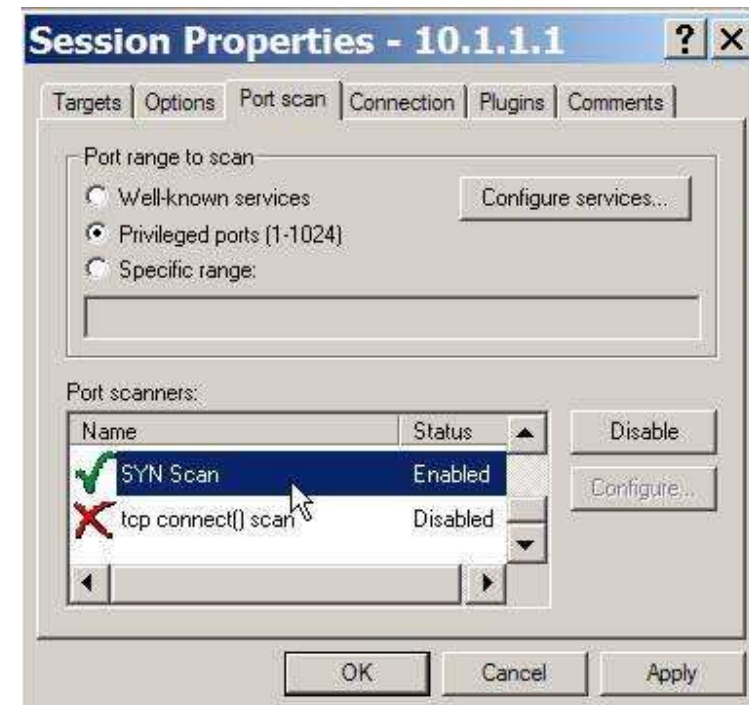 Session Properties - 10.1.1.1 ? ×
Targets Options Port scan Connection Plugins Comments
Port range to scan
Well-known services Configure services...
Privileged ports (1-1024)
Specific range:
Port scanners:
Name Status Disable
SYN Scan Enabled Configure...
tcp connect() scan Disabled
OK Cancel Apply